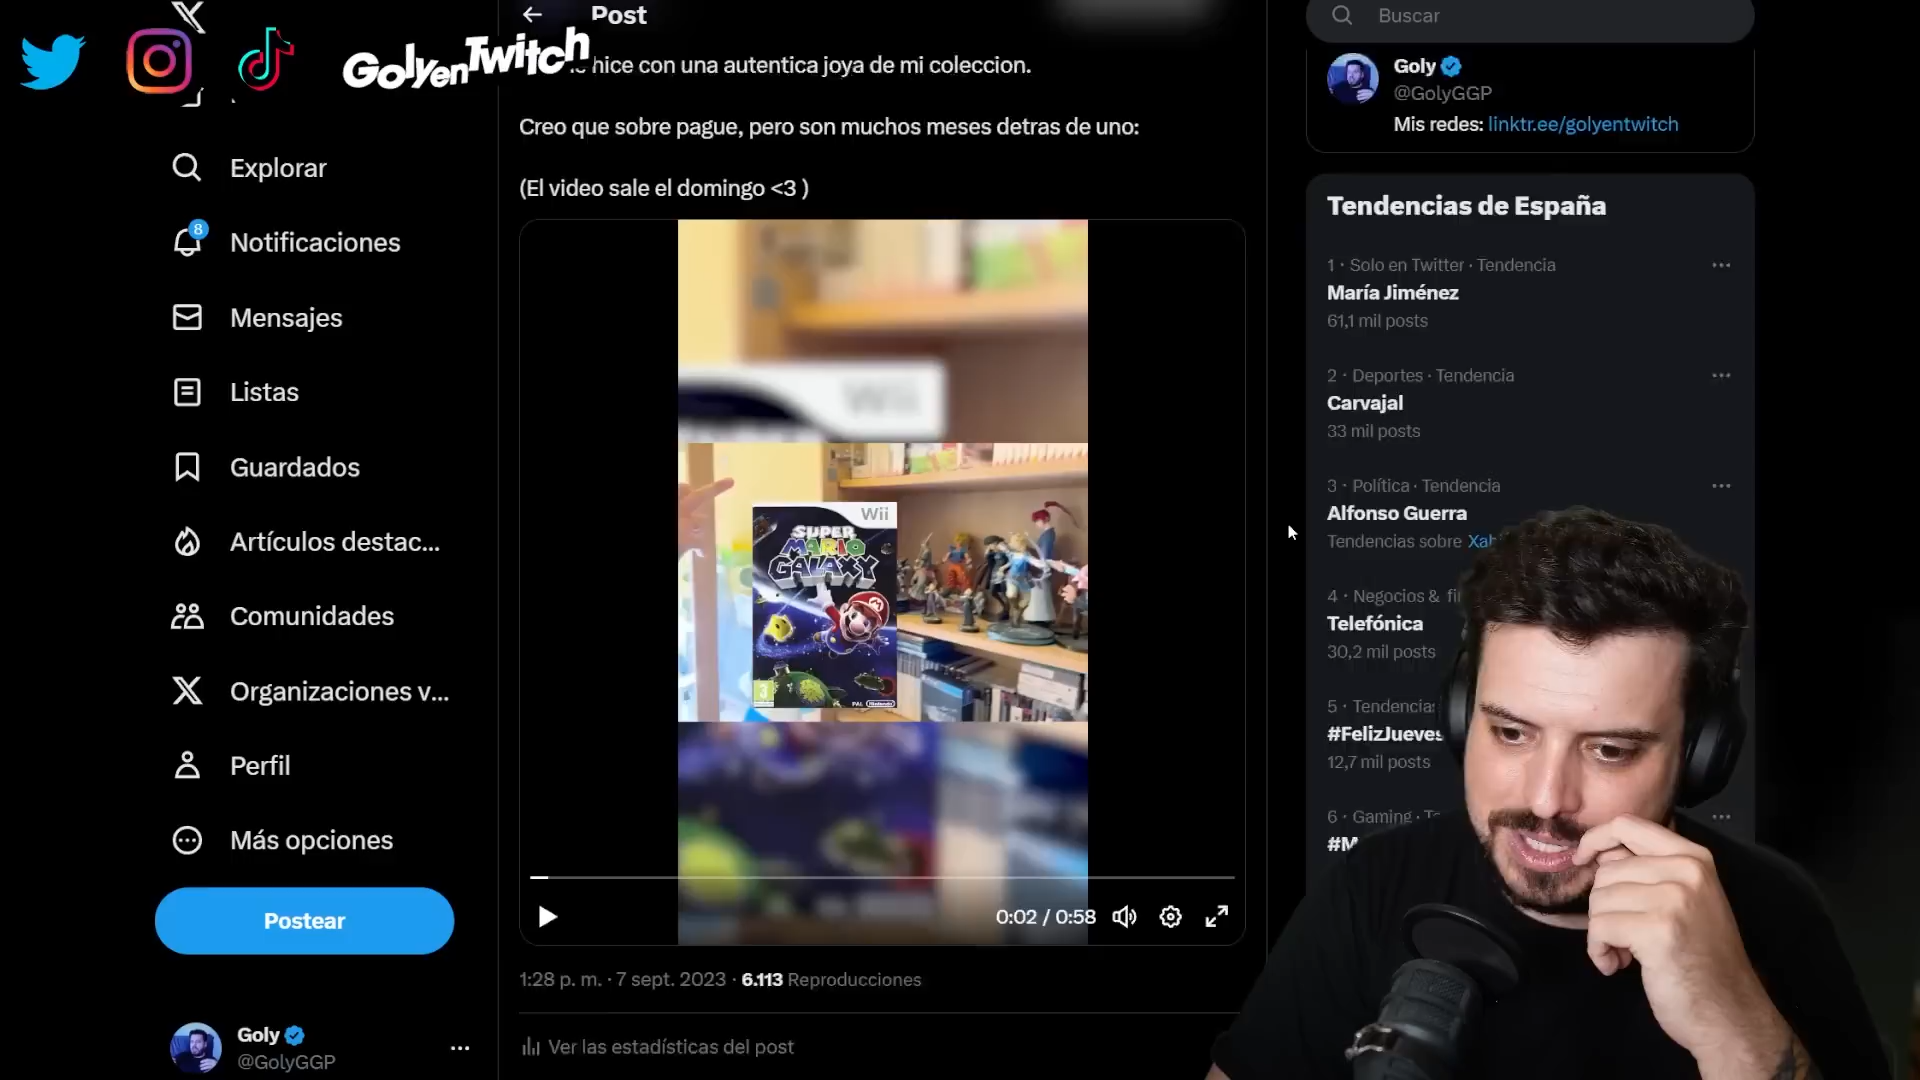 GolyenTwitch
Post
hice con una autentica joya de mi coleccion.
Creo que sobre pague, pero son muchos meses detras de uno:
(El video sale el domingo <3 )
Explorar
8
Notificaciones
Mensajes
Listas
Guardados
Artículos destac...
Comunidades
Organizaciones v...
Perfil
Más opciones
Postear
Goly
@GolyGGP
Wii
Wii
SUPER
MARIO
GALAXY
3
PAL Nintendo
0:02 / 0:58
1:28 p. m. · 7 sept. 2023 · 6.113 Reproducciones
Ver las estadísticas del post
Buscar
Goly
@GolyGGP
Mis redes: linktr.ee/golyentwitch
Tendencias de España
1 · Solo en Twitter · Tendencia
María Jiménez
61,1 mil posts
2 · Deportes · Tendencia
Carvajal
33 mil posts
3 · Política · Tendencia
Alfonso Guerra
Tendencias sobre
4 · Negocios &
Telefónica
30,2 mil posts
5 · Tendencias
#FelizJueves
12,7 mil posts
6 · Gaming ·